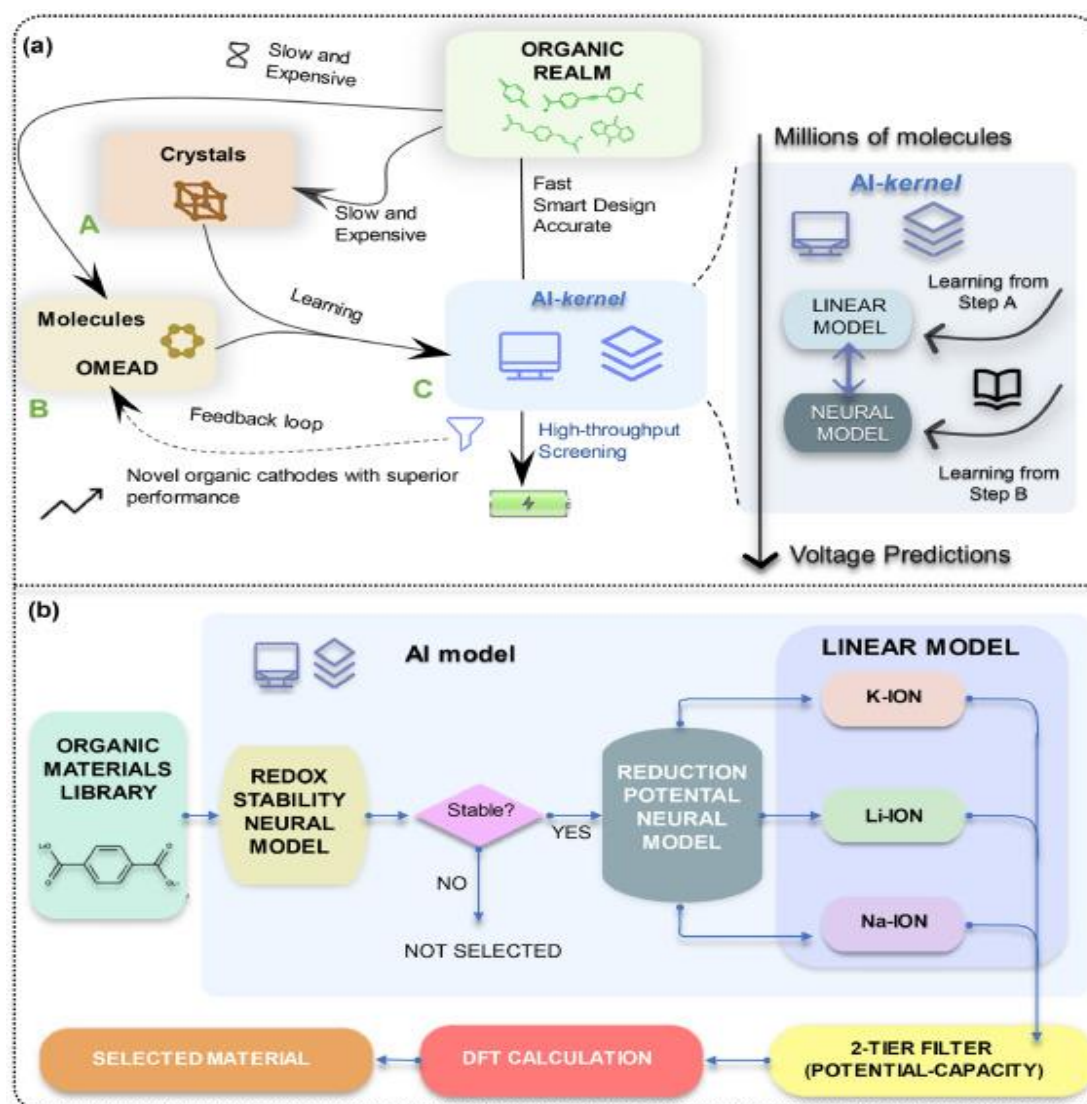 (a)
Slow and
Expensive
ORGANIC
REALM
Crystals
A
Slow and
Expensive
Fast
Smart Design
Accurate
Millions of molecules
AI-kernel
Learning from
Step A
LINEAR
MODEL
NEURAL
MODEL
Learning from
Step B
Voltage Predictions
Learning
AI-kernel
C
Molecules
OMEAD
B
Feedback loop
High-throughput
Screening
Novel organic cathodes with superior
performance
(b)
AI model
LINEAR MODEL
ORGANIC
MATERIALS
LIBRARY
REDOX
STABILITY
NEURAL
MODEL
Stable?
YES
NO
NOT SELECTED
REDUCTION
POTENTAL
NEURAL
MODEL
K-ION
Li-ION
Na-ION
SELECTED MATERIAL
DFT CALCULATION
2-TIER FILTER
(POTENTIAL-CAPACITY)